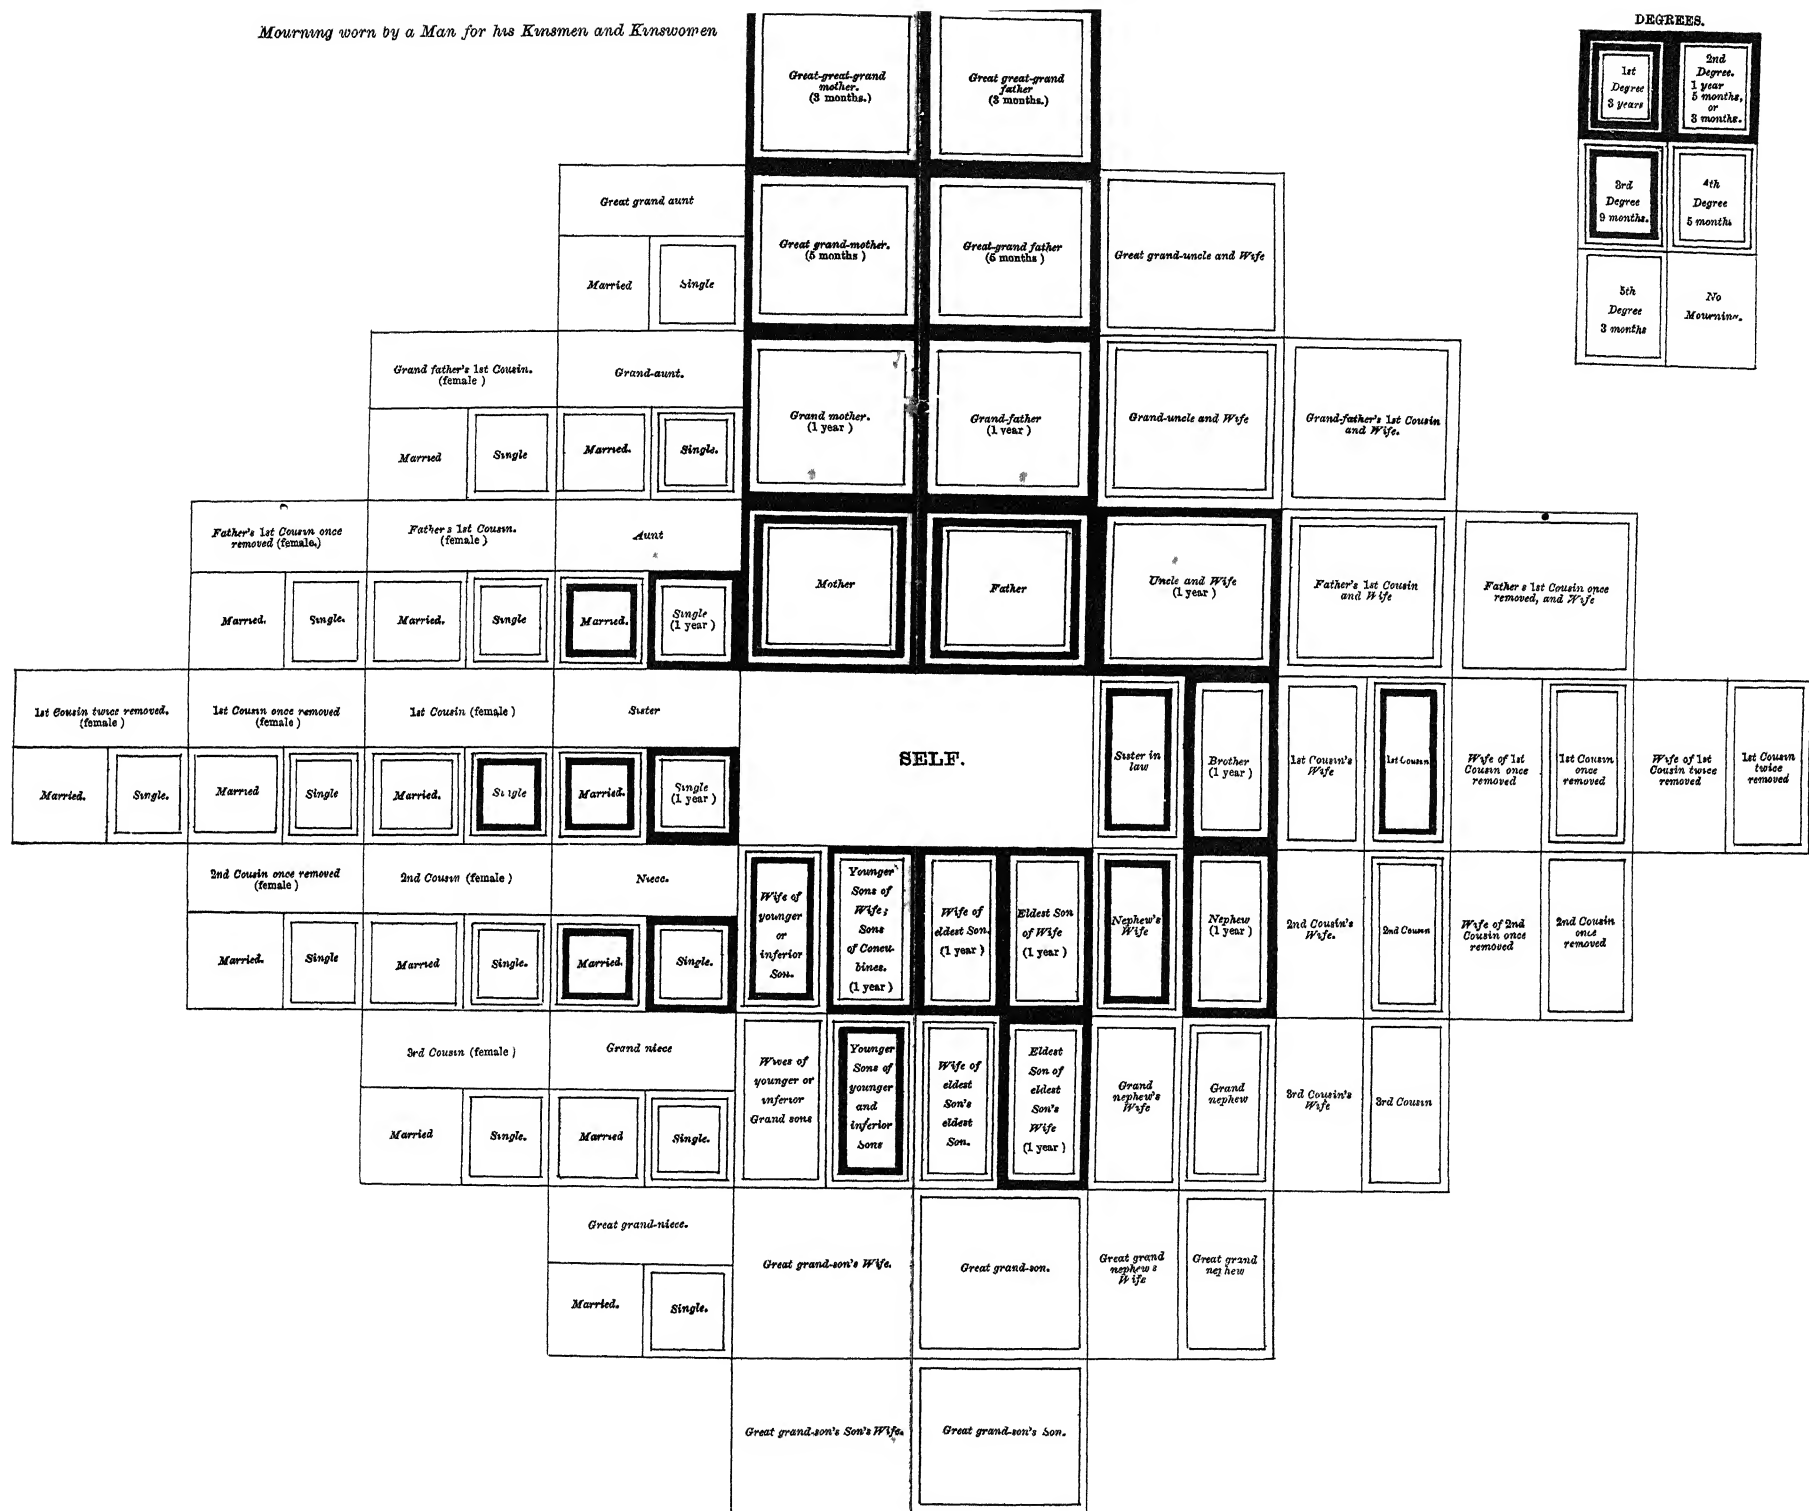 Mourning worn by a Man for his Kinsmen and Kinswomen
DEGREES.
1st
Degree
3 years
2nd
Degree.
1 year
5 months,
or
3 months.
3rd
Degree
9 months.
4th
Degree
5 months
5th
Degree
3 months
No
Great-great-grand
mother.
(3 months.)
Great great-grand
father
(3 months.)
Great grand aunt
Married
Single
Great grand-mother.
(5 months)
Great-grand father
(5 months)
Great grand-uncle and Wife
Grand father's 1st Cousin.
(female)
Married
Single
Grand-aunt.
Married.
Single.
Grand mother.
(1 year)
Grand-father
(1 year)
Grand-uncle and Wife
Grand-father's 1st Cousin
and Wife.
Father's 1st Cousin once
removed (female.)
Married.
Single.
Father s 1st Cousin.
(female)
Married.
Single
Aunt
Married.
Single
(1 year)
Mother
Father
Uncle and Wife
(1 year)
Father's 1st Cousin
and Wife
Father s 1st Cousin once
removed, and Wife
1st Cousin twice removed.
(female)
Married.
Single.
1st Cousin once removed
(female)
Married
Single
1st Cousin (female)
Married.
Single
Sister
Married.
Single
(1 year)
SELF.
Sister in
law
Brother
(1 year)
1st Cousin's
Wife
1st Cousin
Wife of 1st
Cousin once
removed
1st Cousin
once
removed
Wife of 1st
Cousin twice
removed
1st Cousin
twice
removed
2nd Cousin once removed
(female)
Married.
Single
2nd Cousin (female)
Married
Single.
Niece.
Married.
Single.
Wife of
younger
or
inferior
Son.
Younger
Sons of
Wife;
Sons
of Concu-
bines.
(1 year)
Wife of
eldest Son.
(1 year)
Eldest Son
of Wife
(1 year)
Nephew's
Wife
Nephew
(1 year)
2nd Cousin's
Wife.
2nd Cousin
Wife of 2nd
Cousin once
removed
2nd Cousin
once
removed
3rd Cousin (female)
Married
Single.
Grand niece
Married
Single.
Wives of
younger or
inferior
Grand sons
Younger
Sons of
younger
and
inferior
Sons
Wife of
eldest
Son's
eldest
Son.
Eldest
Son of
eldest
Son's
Wife
(1 year)
Grand
nephew's
Wife
Grand
nephew
3rd Cousin's
Wife
3rd Cousin
Great grand-niece.
Married.
Single.
Great grand-son's Wife.
Great grand-son.
Great grand
nephew s
Wife
Great grand
nephew
Great grand-son's Son's Wife.
Great grand-son's Son.